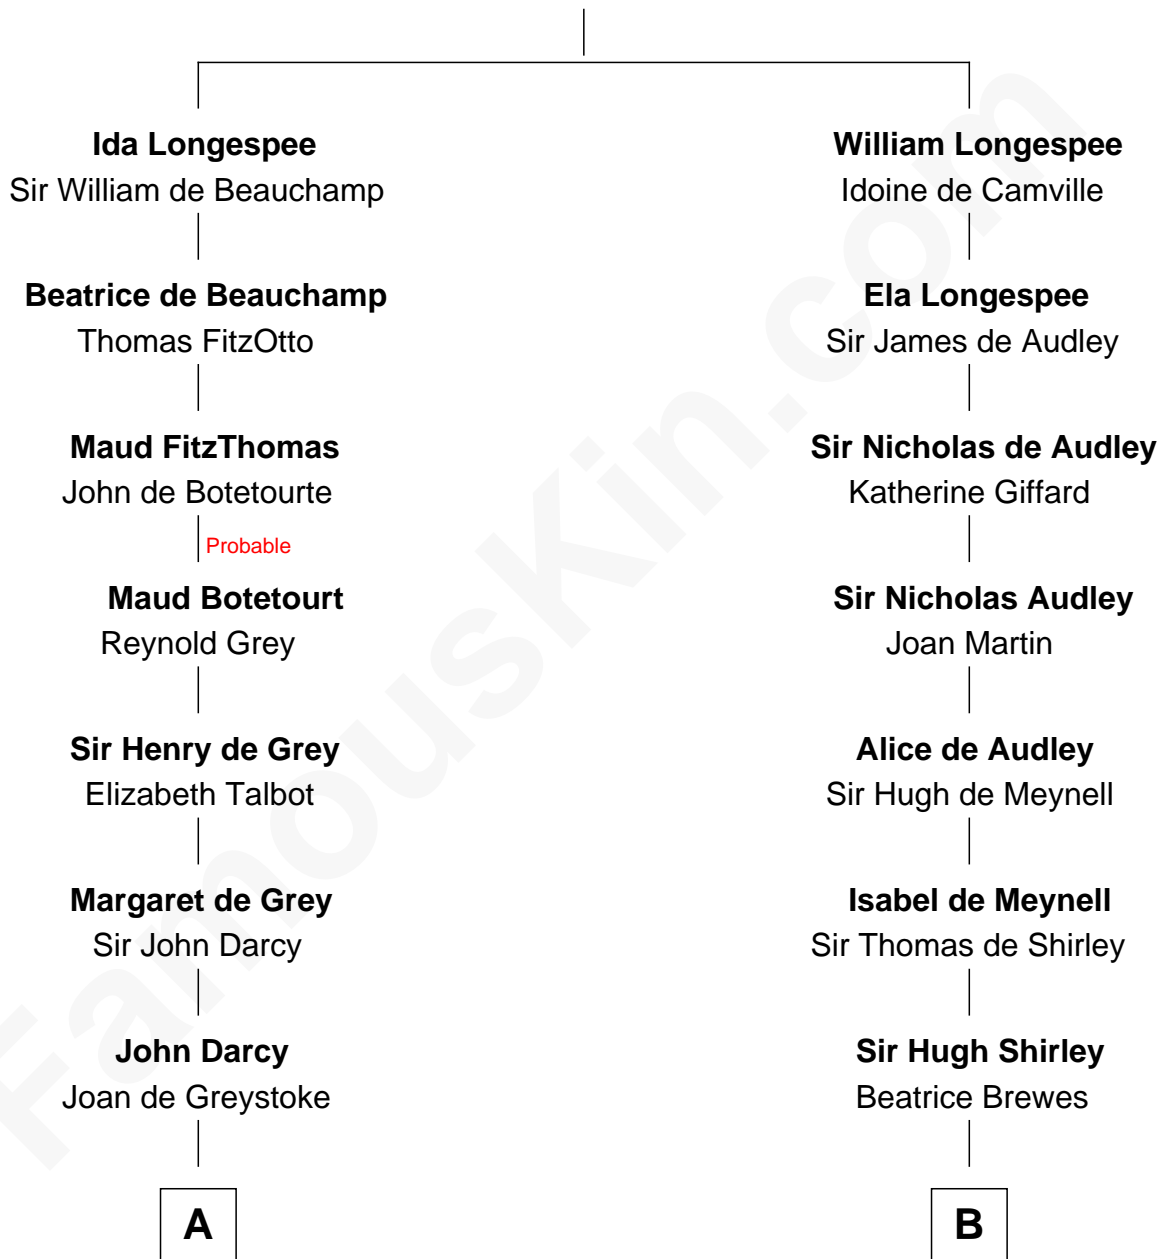 Ida Longespee
Sir William de Beauchamp
Beatrice de Beauchamp
Thomas FitzOtto
Maud FitzThomas
John de Botetourte
Probable
Maud Botetourt
Reynold Grey
Sir Henry de Grey
Elizabeth Talbot
Margaret de Grey
Sir John Darcy
John Darcy
Joan de Greystoke
A
William Longespee
Idoine de Camville
Ela Longespee
Sir James de Audley
Sir Nicholas de Audley
Katherine Giffard
Sir Nicholas Audley
Joan Martin
Alice de Audley
Sir Hugh de Meynell
Isabel de Meynell
Sir Thomas de Shirley
Sir Hugh Shirley
Beatrice Brewes
B
FamousKin.com